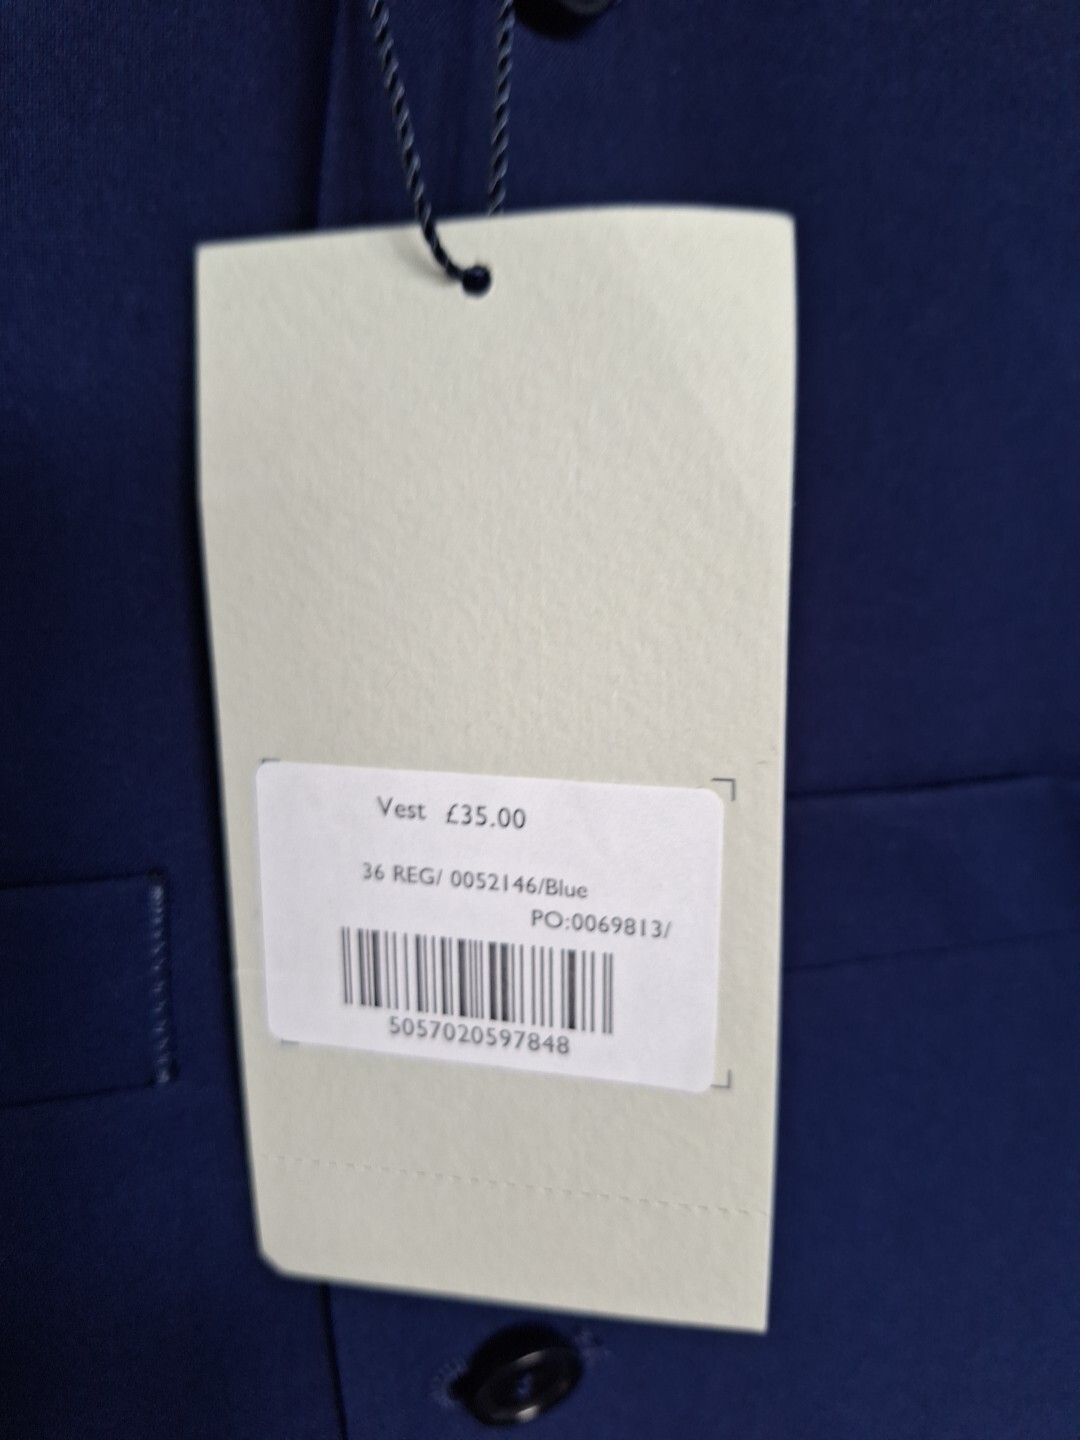 Vest £35.00
36 REG/ 0052146/Blue
PO:0069813/
5057020597848